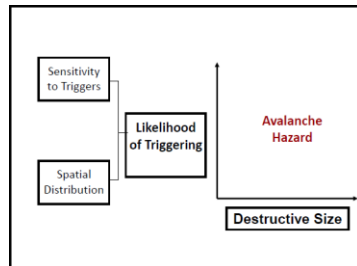 Sensitivity
to Triggers
Likelihood
of Triggering
Spatial
Distribution
Avalanche
Hazard
Destructive Size